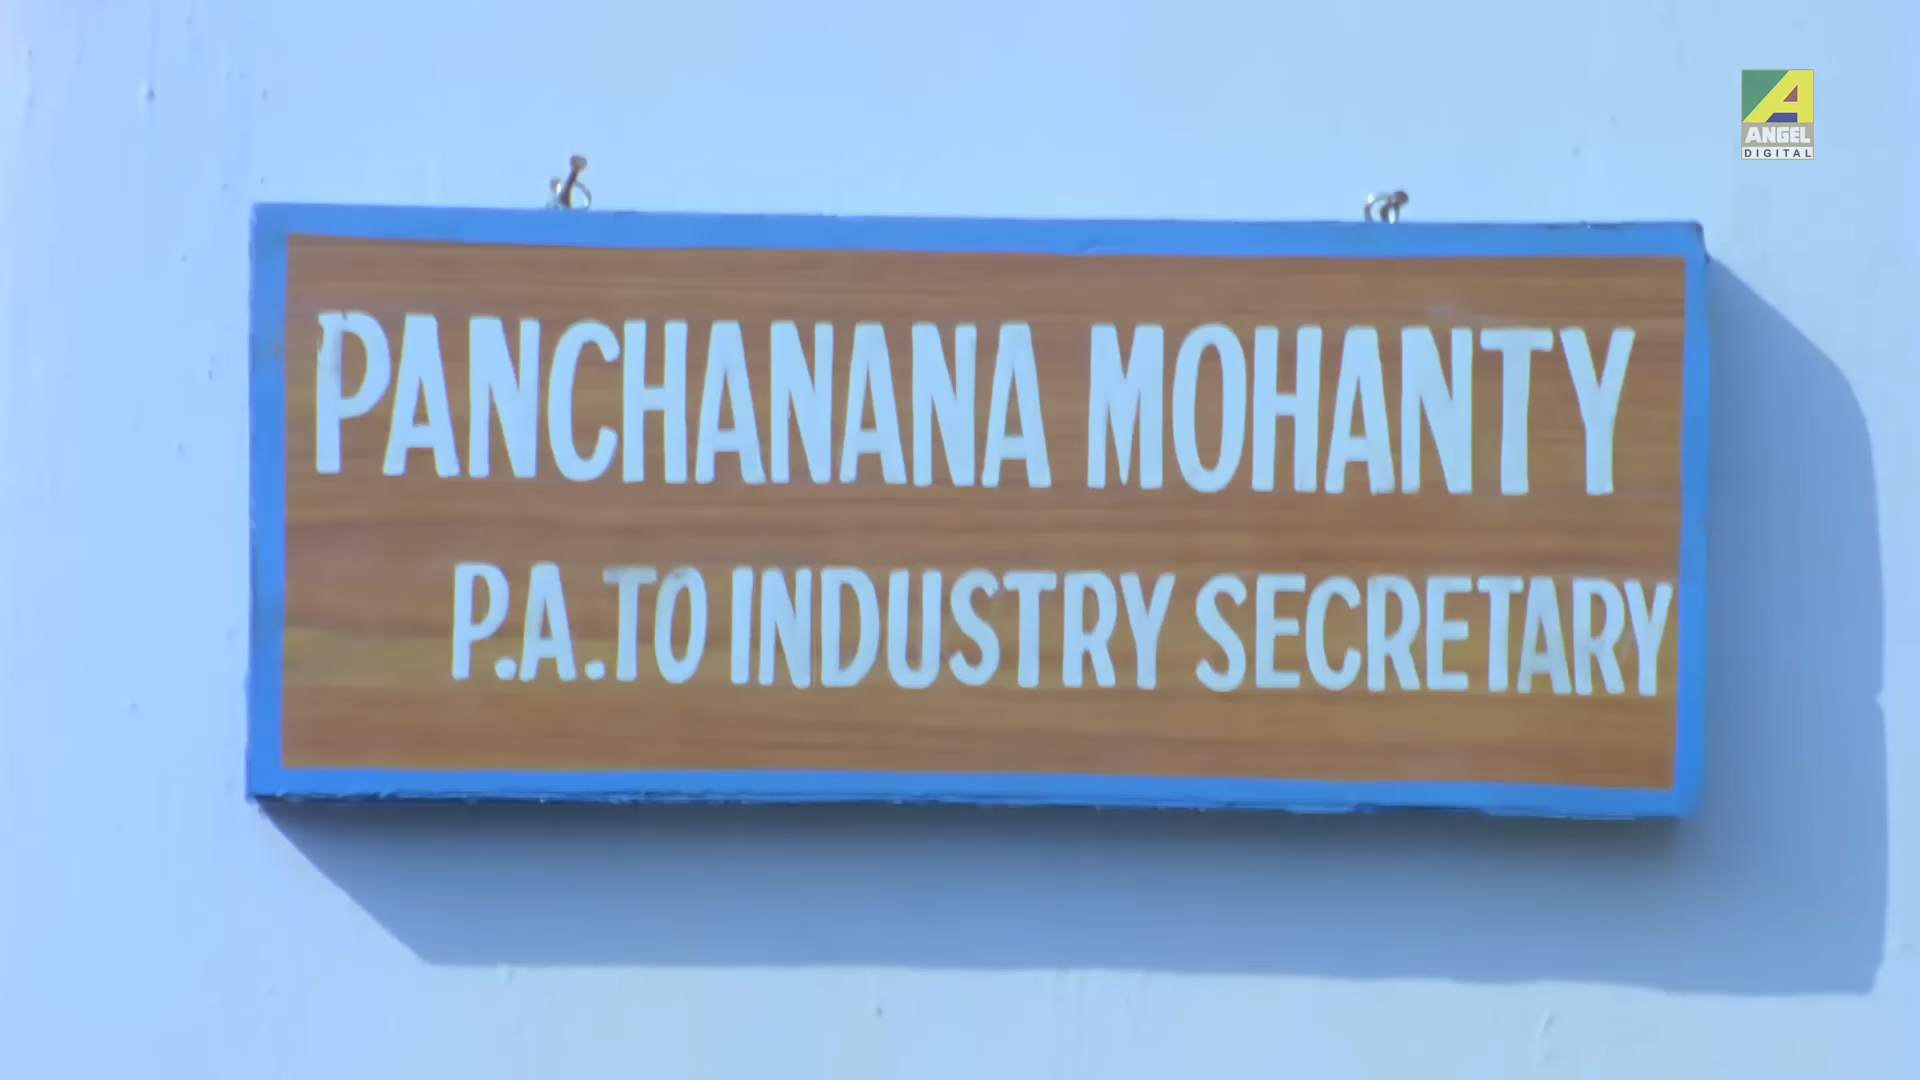 A
ANGEL
DIGITAL
PANCHANANA MOHANTY
P.A.TO INDUSTRY SECRETARY